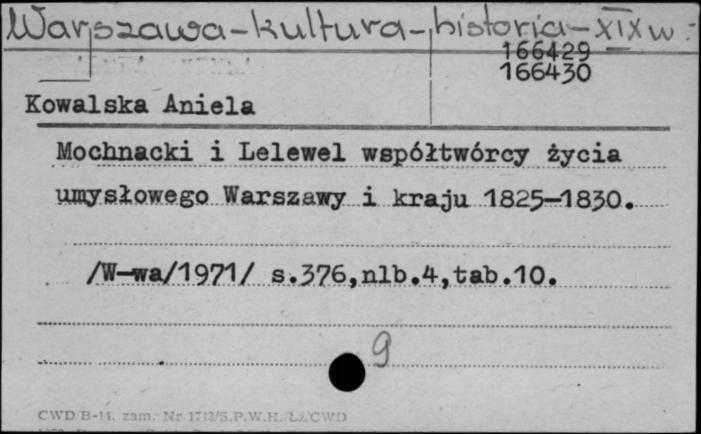 Warszawa-kultura-historia-XIX w.
166429
166430
Kowalska Aniela
Mochnacki i Lelewel współtwórcy życia
umysłowego Warszawy i kraju 1825-1830.
/W-wa/1971/ s.376,nlb.4,tab.10.
9
CWD/B-14. zam. Nr 1713/S.P.W.H./LZ/CWD